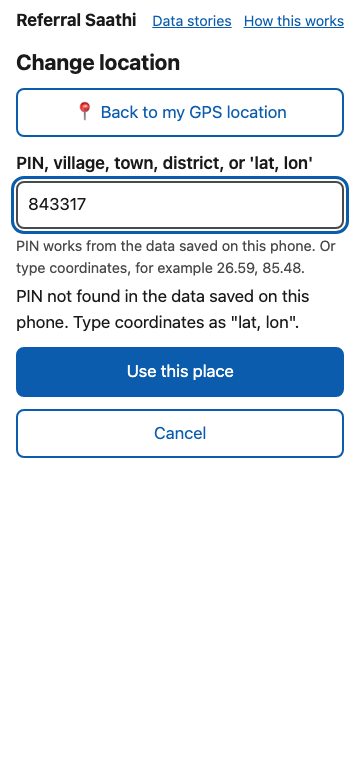 Referral Saathi Data stories How this works
Change location
📍 Back to my GPS location
PIN, village, town, district, or 'lat, lon'
843317
PIN works from the data saved on this phone. Or
type coordinates, for example 26.59, 85.48.
PIN not found in the data saved on this
phone. Type coordinates as "lat, lon".
Use this place
Cancel